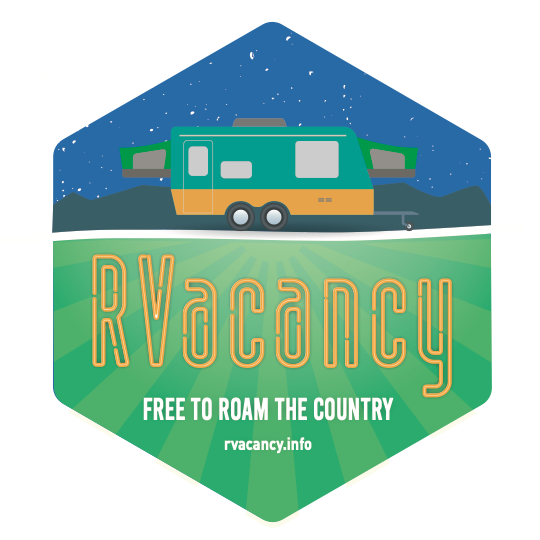 RVacancy
FREE TO ROAM THE COUNTRY
rvacancy.info